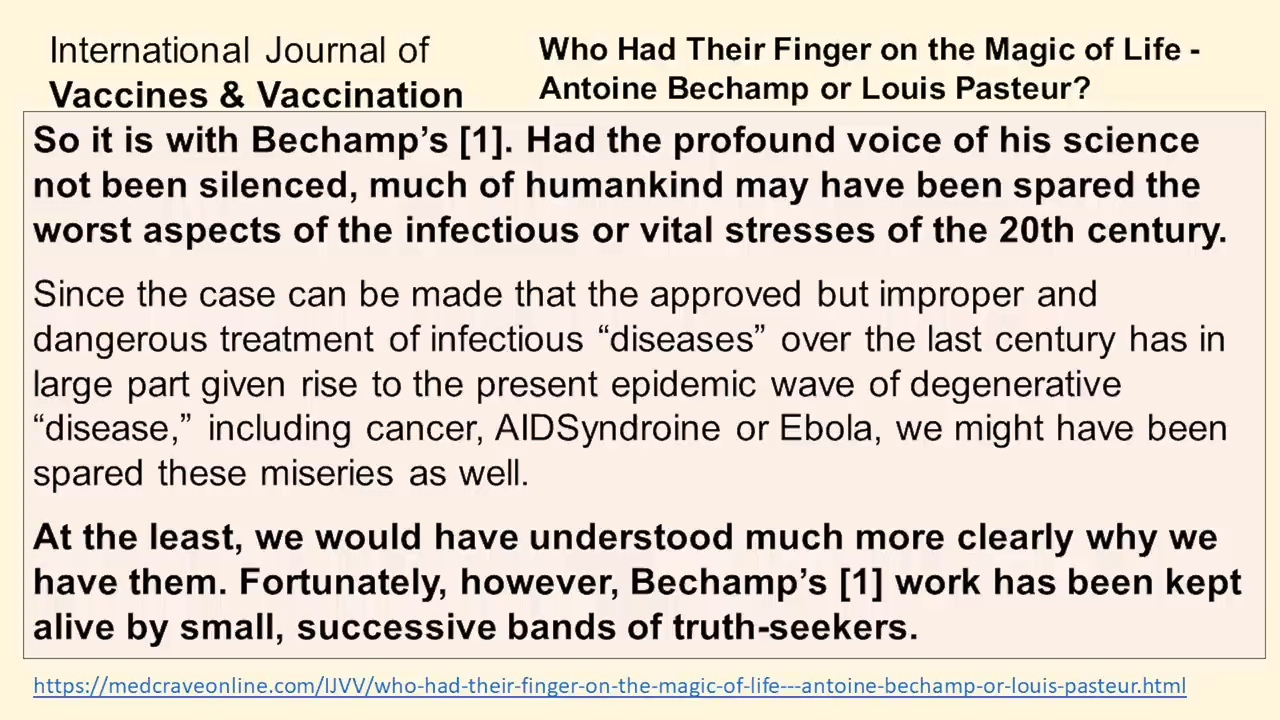 International Journal of
Vaccines & Vaccination
Who Had Their Finger on the Magic of Life -
Antoine Bechamp or Louis Pasteur?
So it is with Bechamp’s [1]. Had the profound voice of his science
not been silenced, much of humankind may have been spared the
worst aspects of the infectious or vital stresses of the 20th century.
Since the case can be made that the approved but improper and
dangerous treatment of infectious “diseases” over the last century has in
large part given rise to the present epidemic wave of degenerative
“disease,” including cancer, AIDSyndroine or Ebola, we might have been
spared these miseries as well.
At the least, we would have understood much more clearly why we
have them. Fortunately, however, Bechamp’s [1] work has been kept
alive by small, successive bands of truth-seekers.
https://medcraveonline.com/IJVV/who-had-their-finger-on-the-magic-of-life---antoine-bechamp-or-louis-pasteur.html